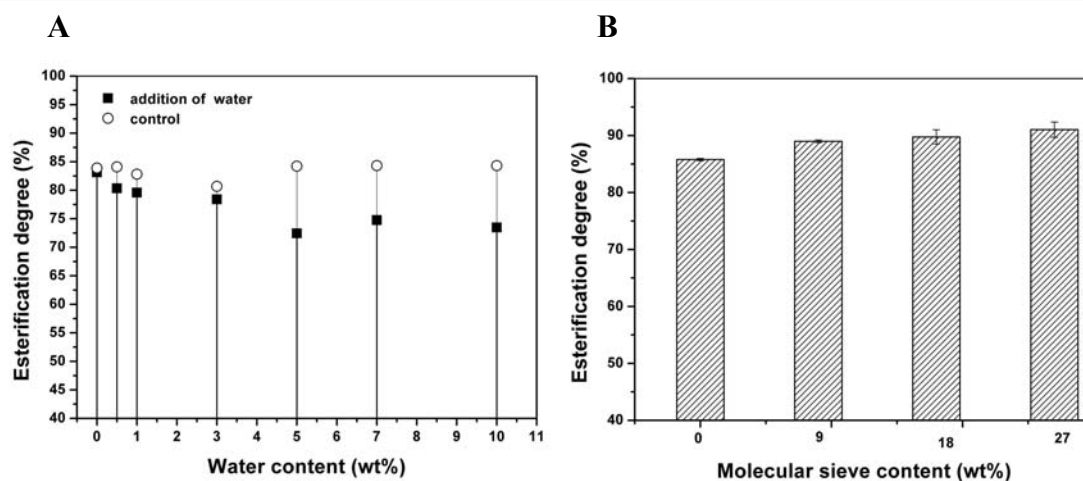 A
100
95
90
85
80
75
70
65
60
55
50
45
40
Esterification degree (%)
addition of water
control
0 1 2 3 4 5 6 7 8 9 10 11
Water content (wt%)
B
100
90
80
70
60
50
40
Esterification degree (%)
0 9 18 27
Molecular sieve content (wt%)